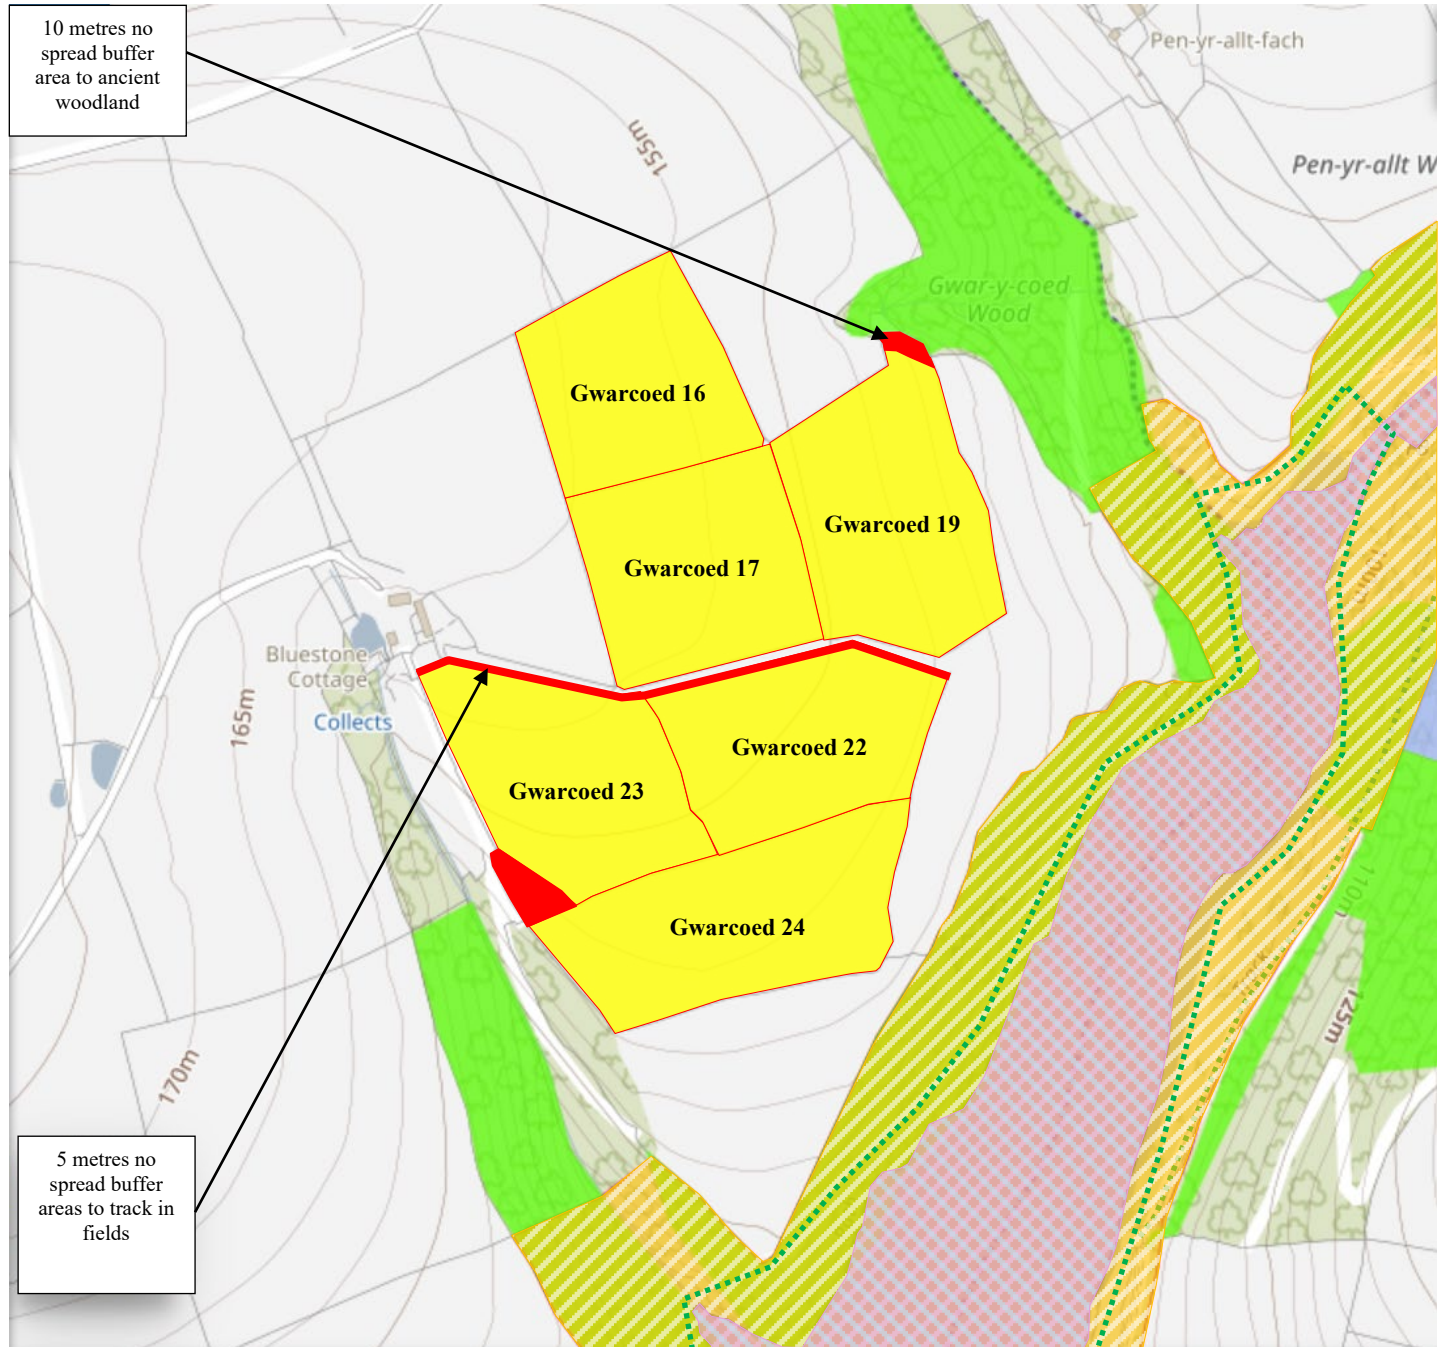 10 metres no
spread buffer
area to ancient
woodland
Pen-yr-allt-fach
155m
Pen-yr-allt W
Gwar-y-coed
Wood
Gwarcoed 16
Gwarcoed 19
Gwarcoed 17
Bluestone
Cottage
165m
Collects
Gwarcoed 22
Gwarcoed 23
110m
Gwarcoed 24
125m
170m
5 metres no
spread buffer
areas to track in
fields